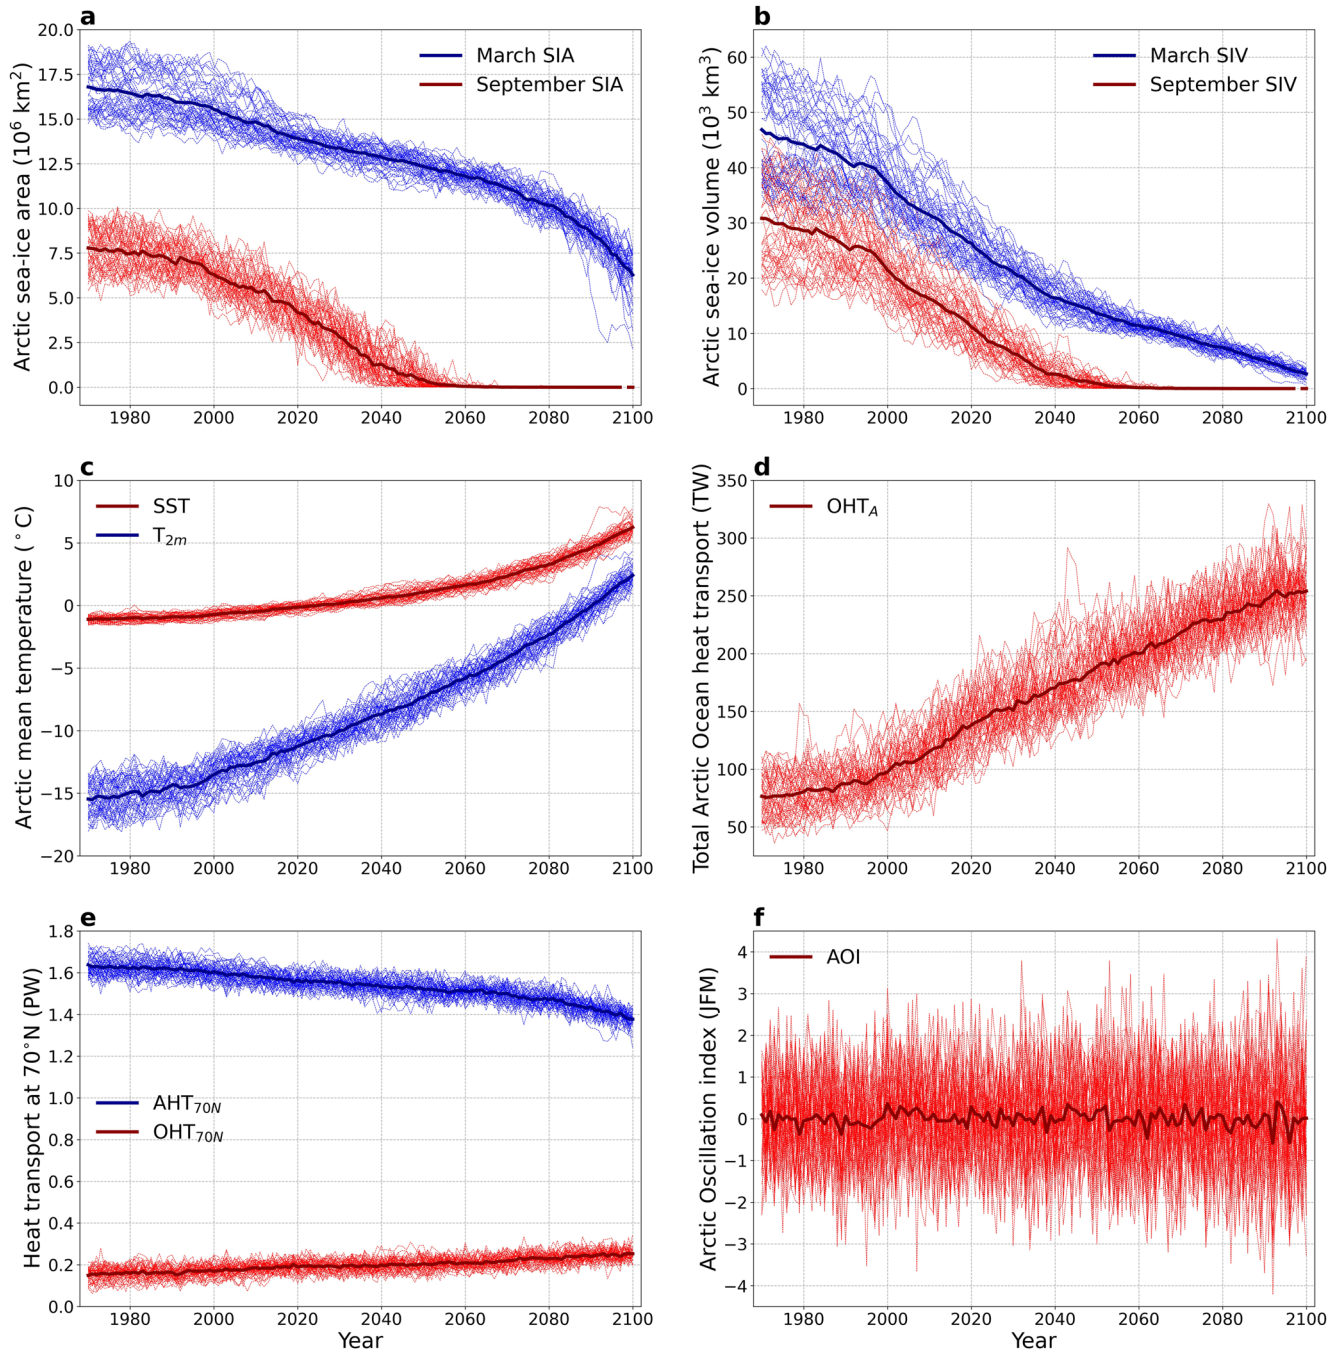 a
Arctic sea-ice area (10⁶ km²)
20.0
17.5
15.0
12.5
10.0
7.5
5.0
2.5
0.0
March SIA
September SIA
1980 2000 2020 2040 2060 2080 2100
b
Arctic sea-ice volume (10³ km³)
60
50
40
30
20
10
0
March SIV
September SIV
1980 2000 2020 2040 2060 2080 2100
c
Arctic mean temperature (°C)
10
5
0
−5
−10
−15
−20
SST
T₂ₘ
1980 2000 2020 2040 2060 2080 2100
d
Total Arctic Ocean heat transport (TW)
350
300
250
200
150
100
50
OHT_A
1980 2000 2020 2040 2060 2080 2100
e
Heat transport at 70°N (PW)
1.8
1.6
1.4
1.2
1.0
0.8
0.6
0.4
0.2
0.0
AHT₇₀N
OHT₇₀N
1980 2000 2020 2040 2060 2080 2100
Year
f
Arctic Oscillation index (JFM)
4
3
2
1
0
−1
−2
−3
−4
AOI
1980 2000 2020 2040 2060 2080 2100
Year